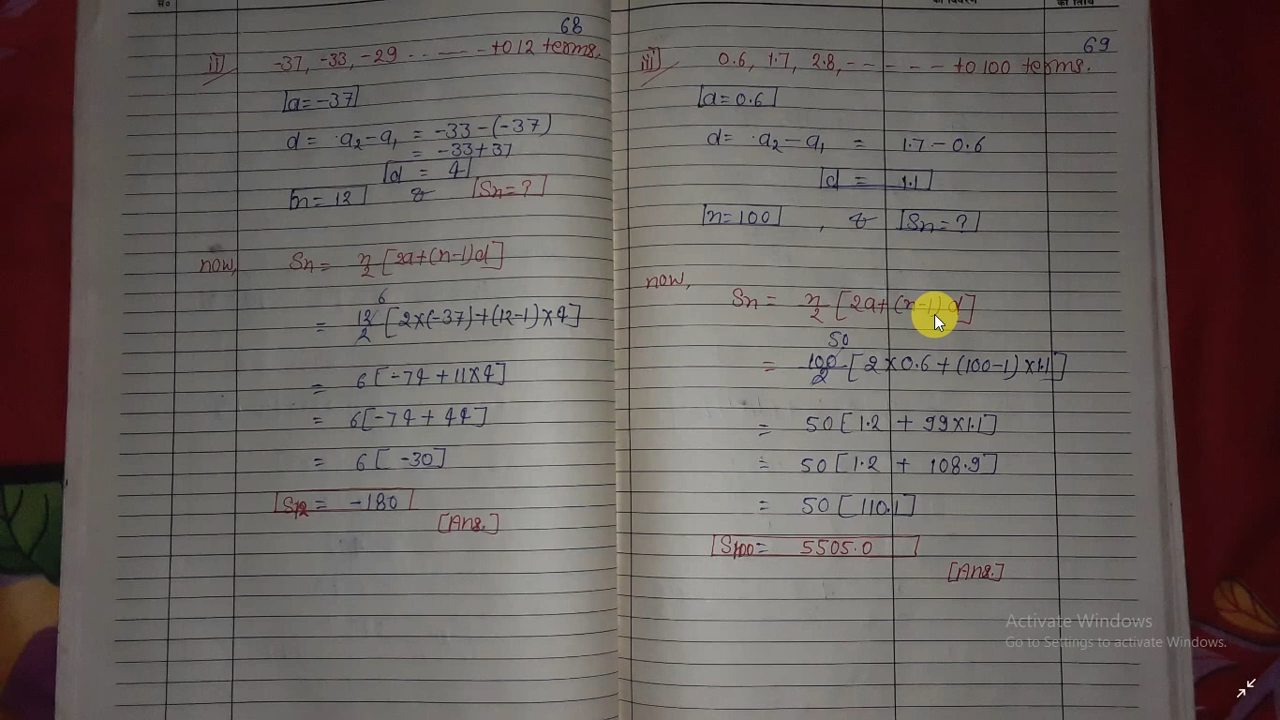 68
ii) -37, -33, -29 ------ to 12 terms.
a = -37
d = a₂-a₁ = -33-(-37)
= -33+37
d = 4
n = 12 & Sn = ?
now, Sn = n/2 [2a+(n-1)d]
6
= 12/2 [2×(-37)+(12-1)×4]
= 6[-74+11×4]
= 6[-74+44]
= 6[-30]
S12 = -180
[Ans.]
69
iii) 0.6, 1.7, 2.8, ------ to 100 terms.
a = 0.6
d = a₂-a₁ = 1.7-0.6
d = 1.1
n = 100, & Sn = ?
now,
Sn = n/2 [2a+(n-1)d]
50
= 100/2 [2×0.6+(100-1)×1.1]
= 50[1.2 + 99×1.1]
= 50[1.2 + 108.9]
= 50[110.1]
S100 = 5505.0
[Ans.]
Activate Windows
Go to Settings to activate Windows.